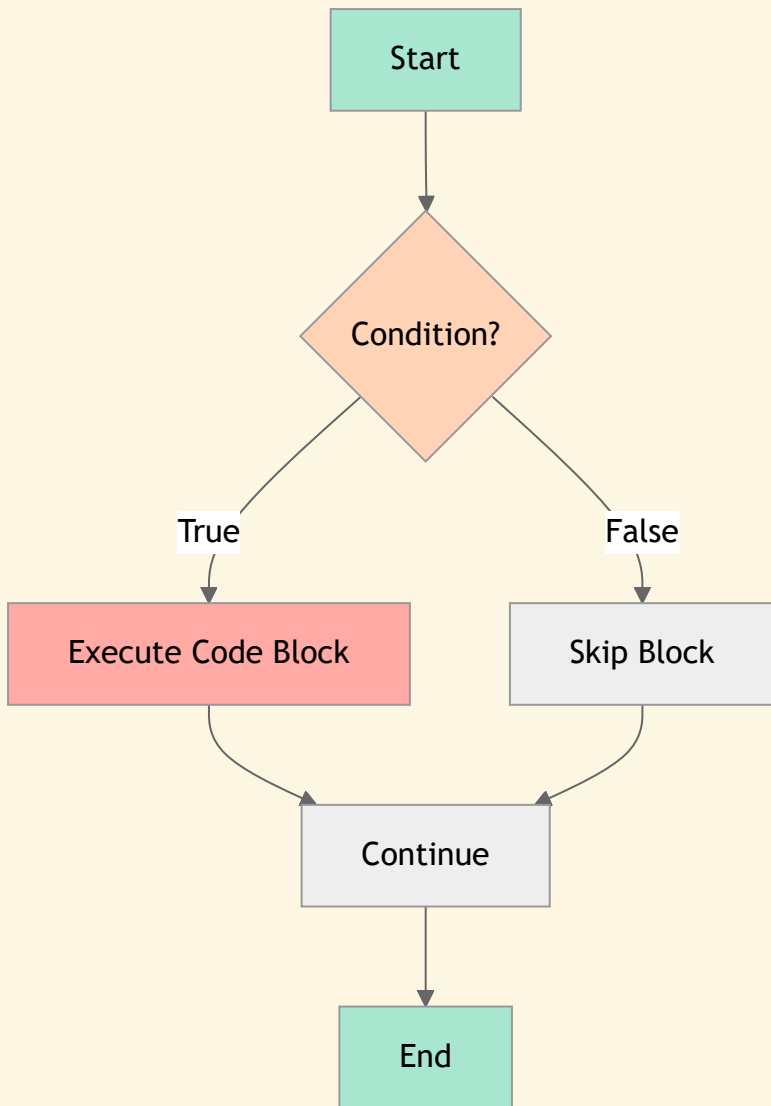 Start
Condition?
True
False
Execute Code Block
Skip Block
Continue
End